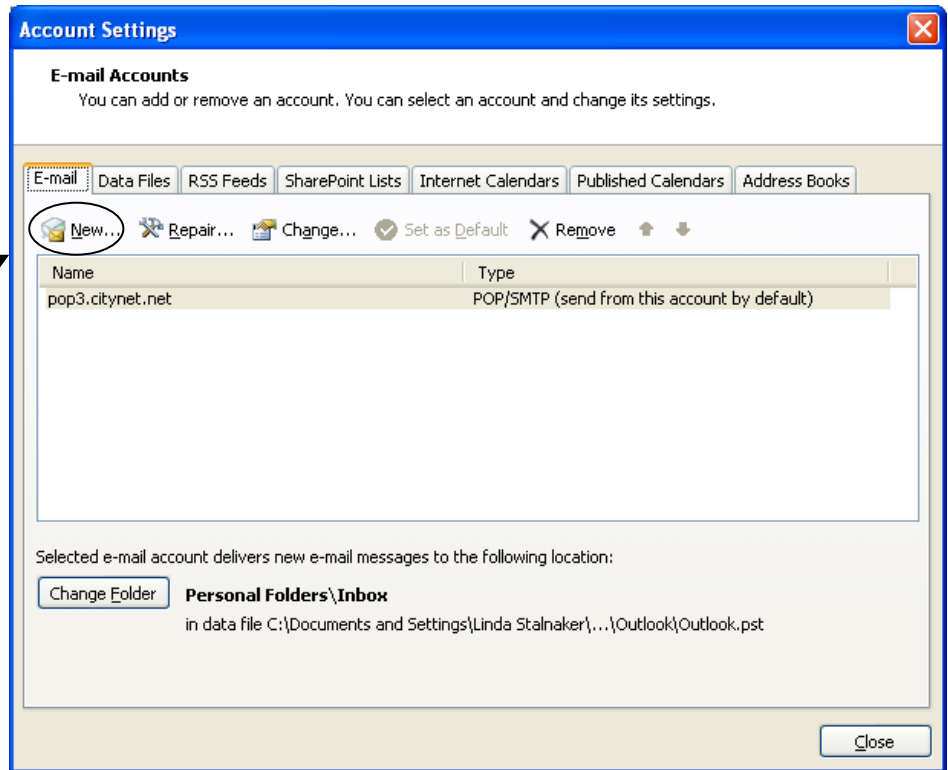 Account Settings
E-mail Accounts
You can add or remove an account. You can select an account and change its settings.
E-mail Data Files RSS Feeds SharePoint Lists Internet Calendars Published Calendars Address Books
New... Repair... Change... Set as Default Remove
Name Type
pop3.citynet.net POP/SMTP (send from this account by default)
Selected e-mail account delivers new e-mail messages to the following location:
Change Folder Personal Folders\Inbox
in data file C:\Documents and Settings\Linda Stalnaker\...\Outlook\Outlook.pst
Close